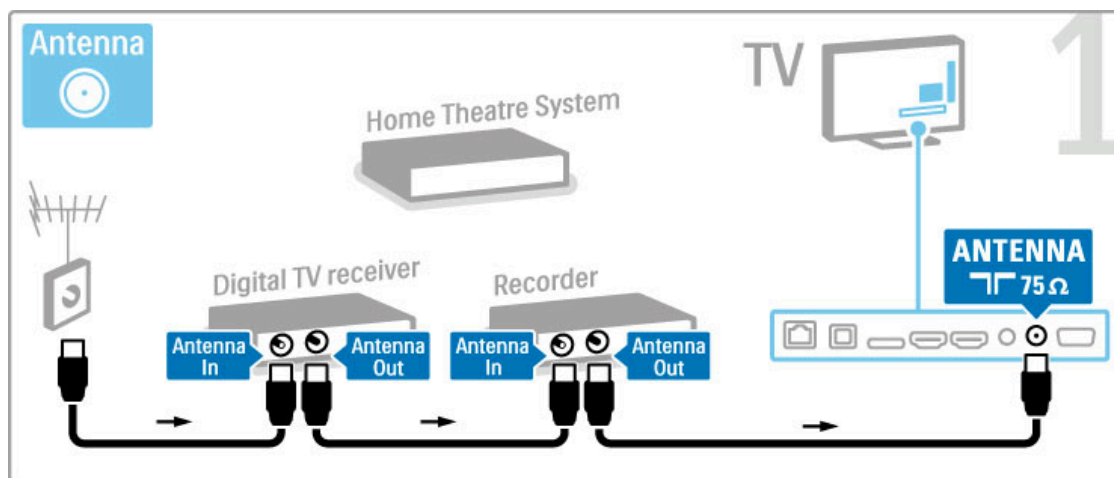 Antenna
TV
1
Home Theatre System
ANTENNA
75 Ω
Digital TV receiver
Recorder
Antenna
In
Antenna
Out
Antenna
In
Antenna
Out